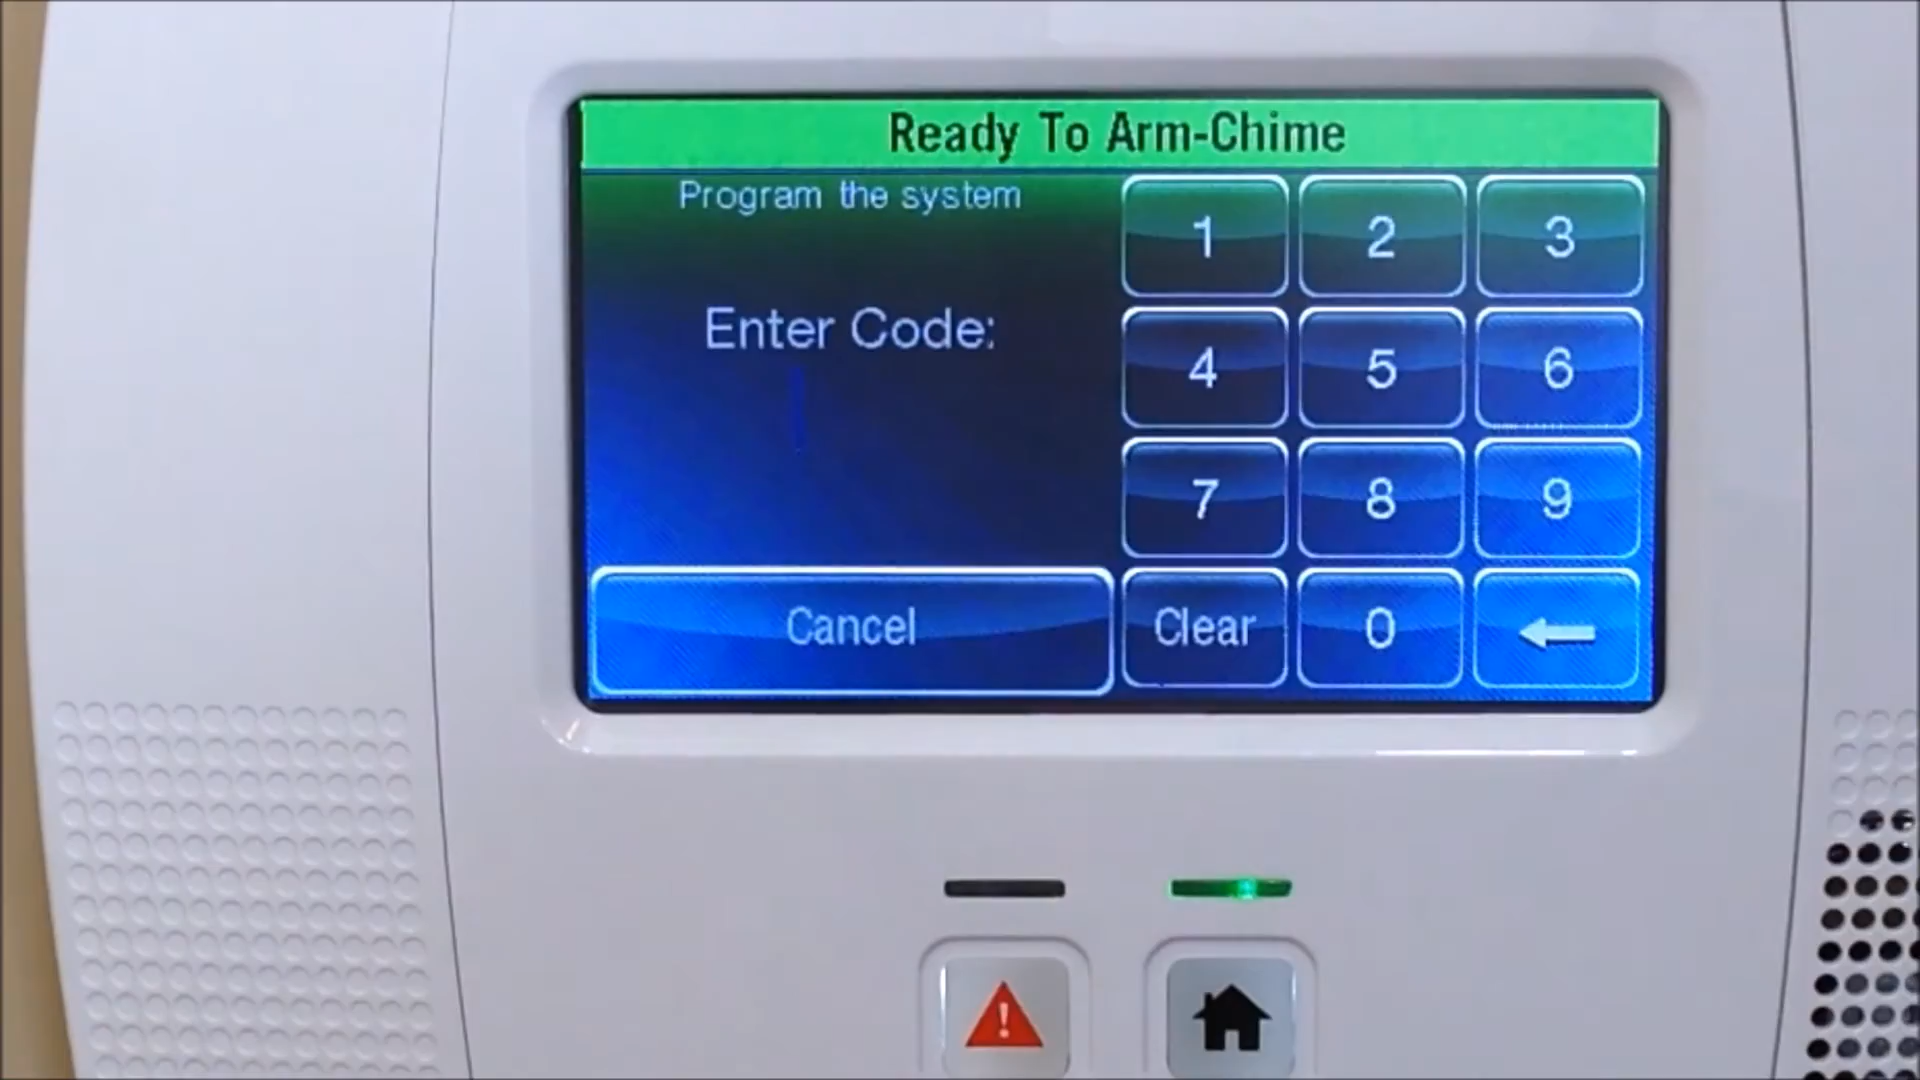 Ready To Arm-Chime
Program the system
Enter Code:
1 2 3
4 5 6
7 8 9
Cancel Clear 0